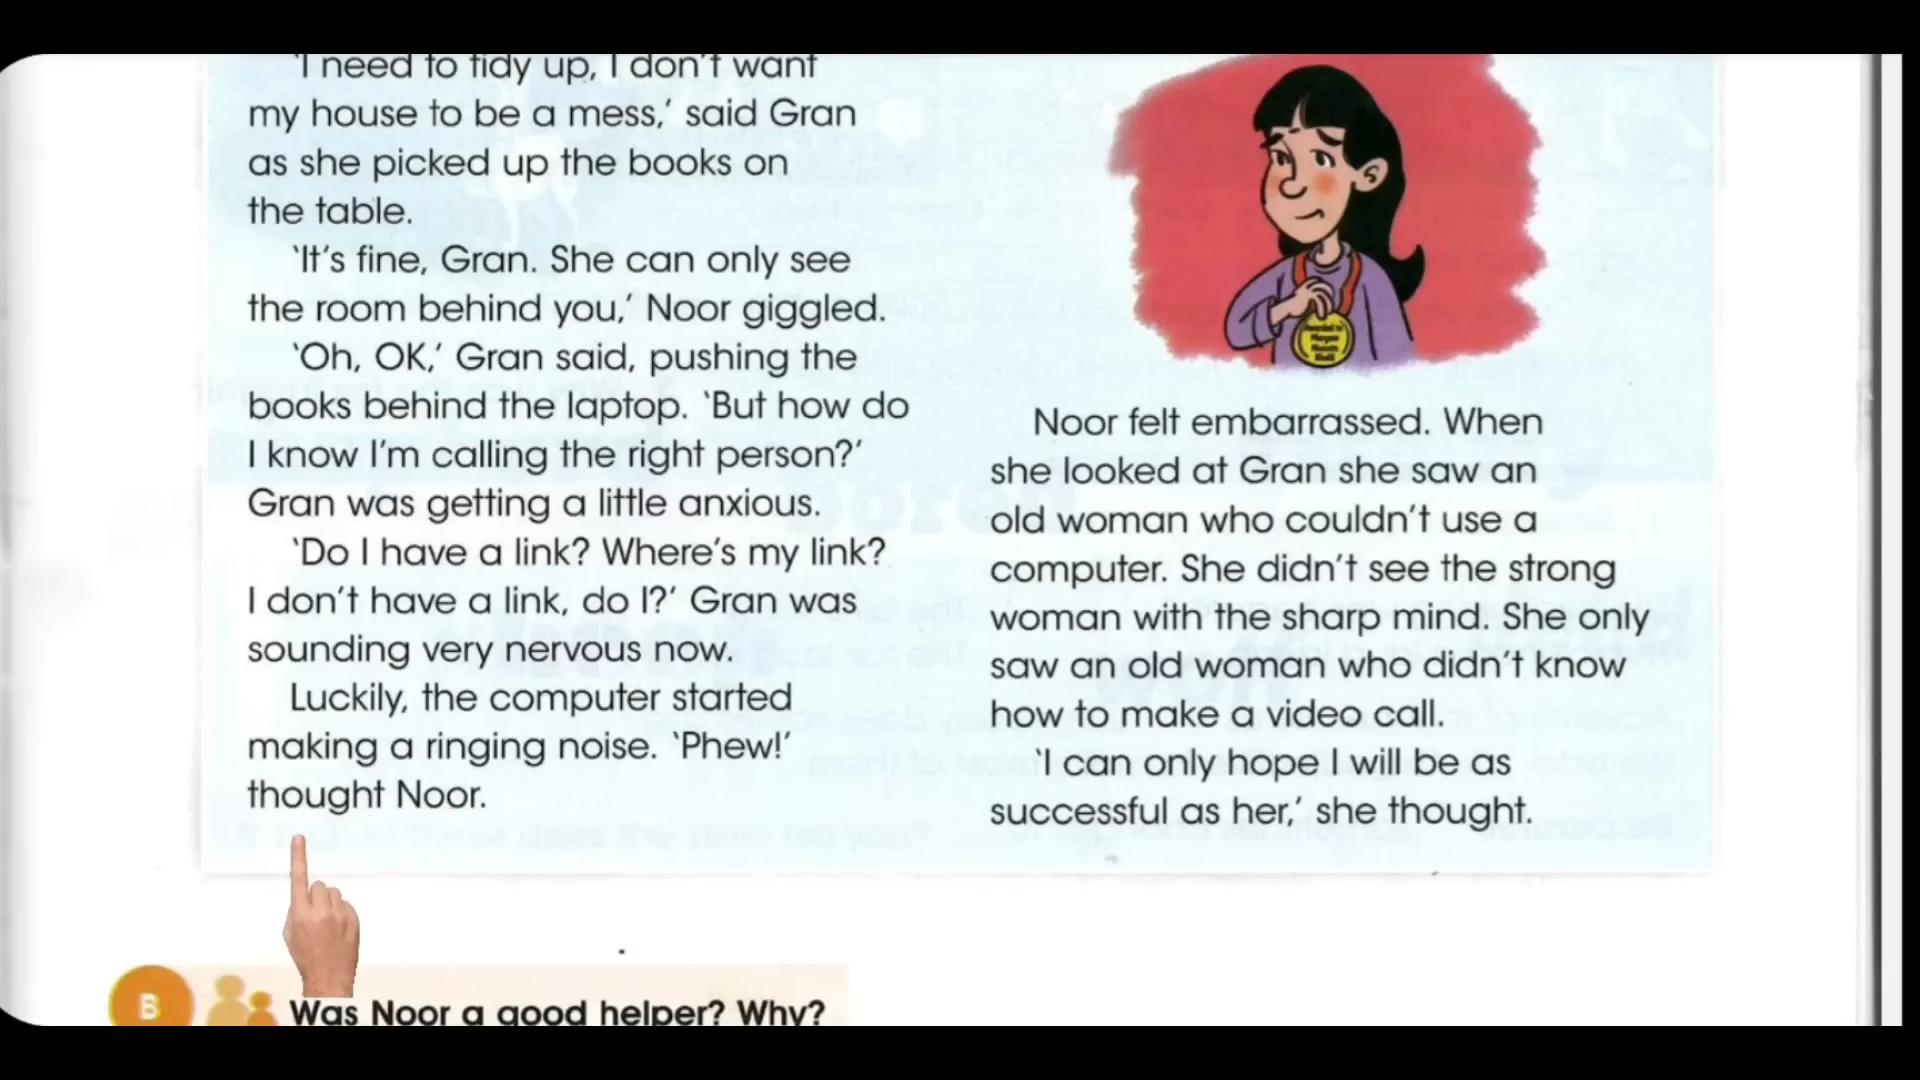 'I need to tidy up, I don't want
my house to be a mess,' said Gran
as she picked up the books on
the table.
'It's fine, Gran. She can only see
the room behind you,' Noor giggled.
'Oh, OK,' Gran said, pushing the
books behind the laptop. 'But how do
I know I'm calling the right person?'
Gran was getting a little anxious.
'Do I have a link? Where's my link?
I don't have a link, do I?' Gran was
sounding very nervous now.
Luckily, the computer started
making a ringing noise. 'Phew!'
thought Noor.
Noor felt embarrassed. When
she looked at Gran she saw an
old woman who couldn't use a
computer. She didn't see the strong
woman with the sharp mind. She only
saw an old woman who didn't know
how to make a video call.
'I can only hope I will be as
successful as her,' she thought.
B
Was Noor a good helper? Why?